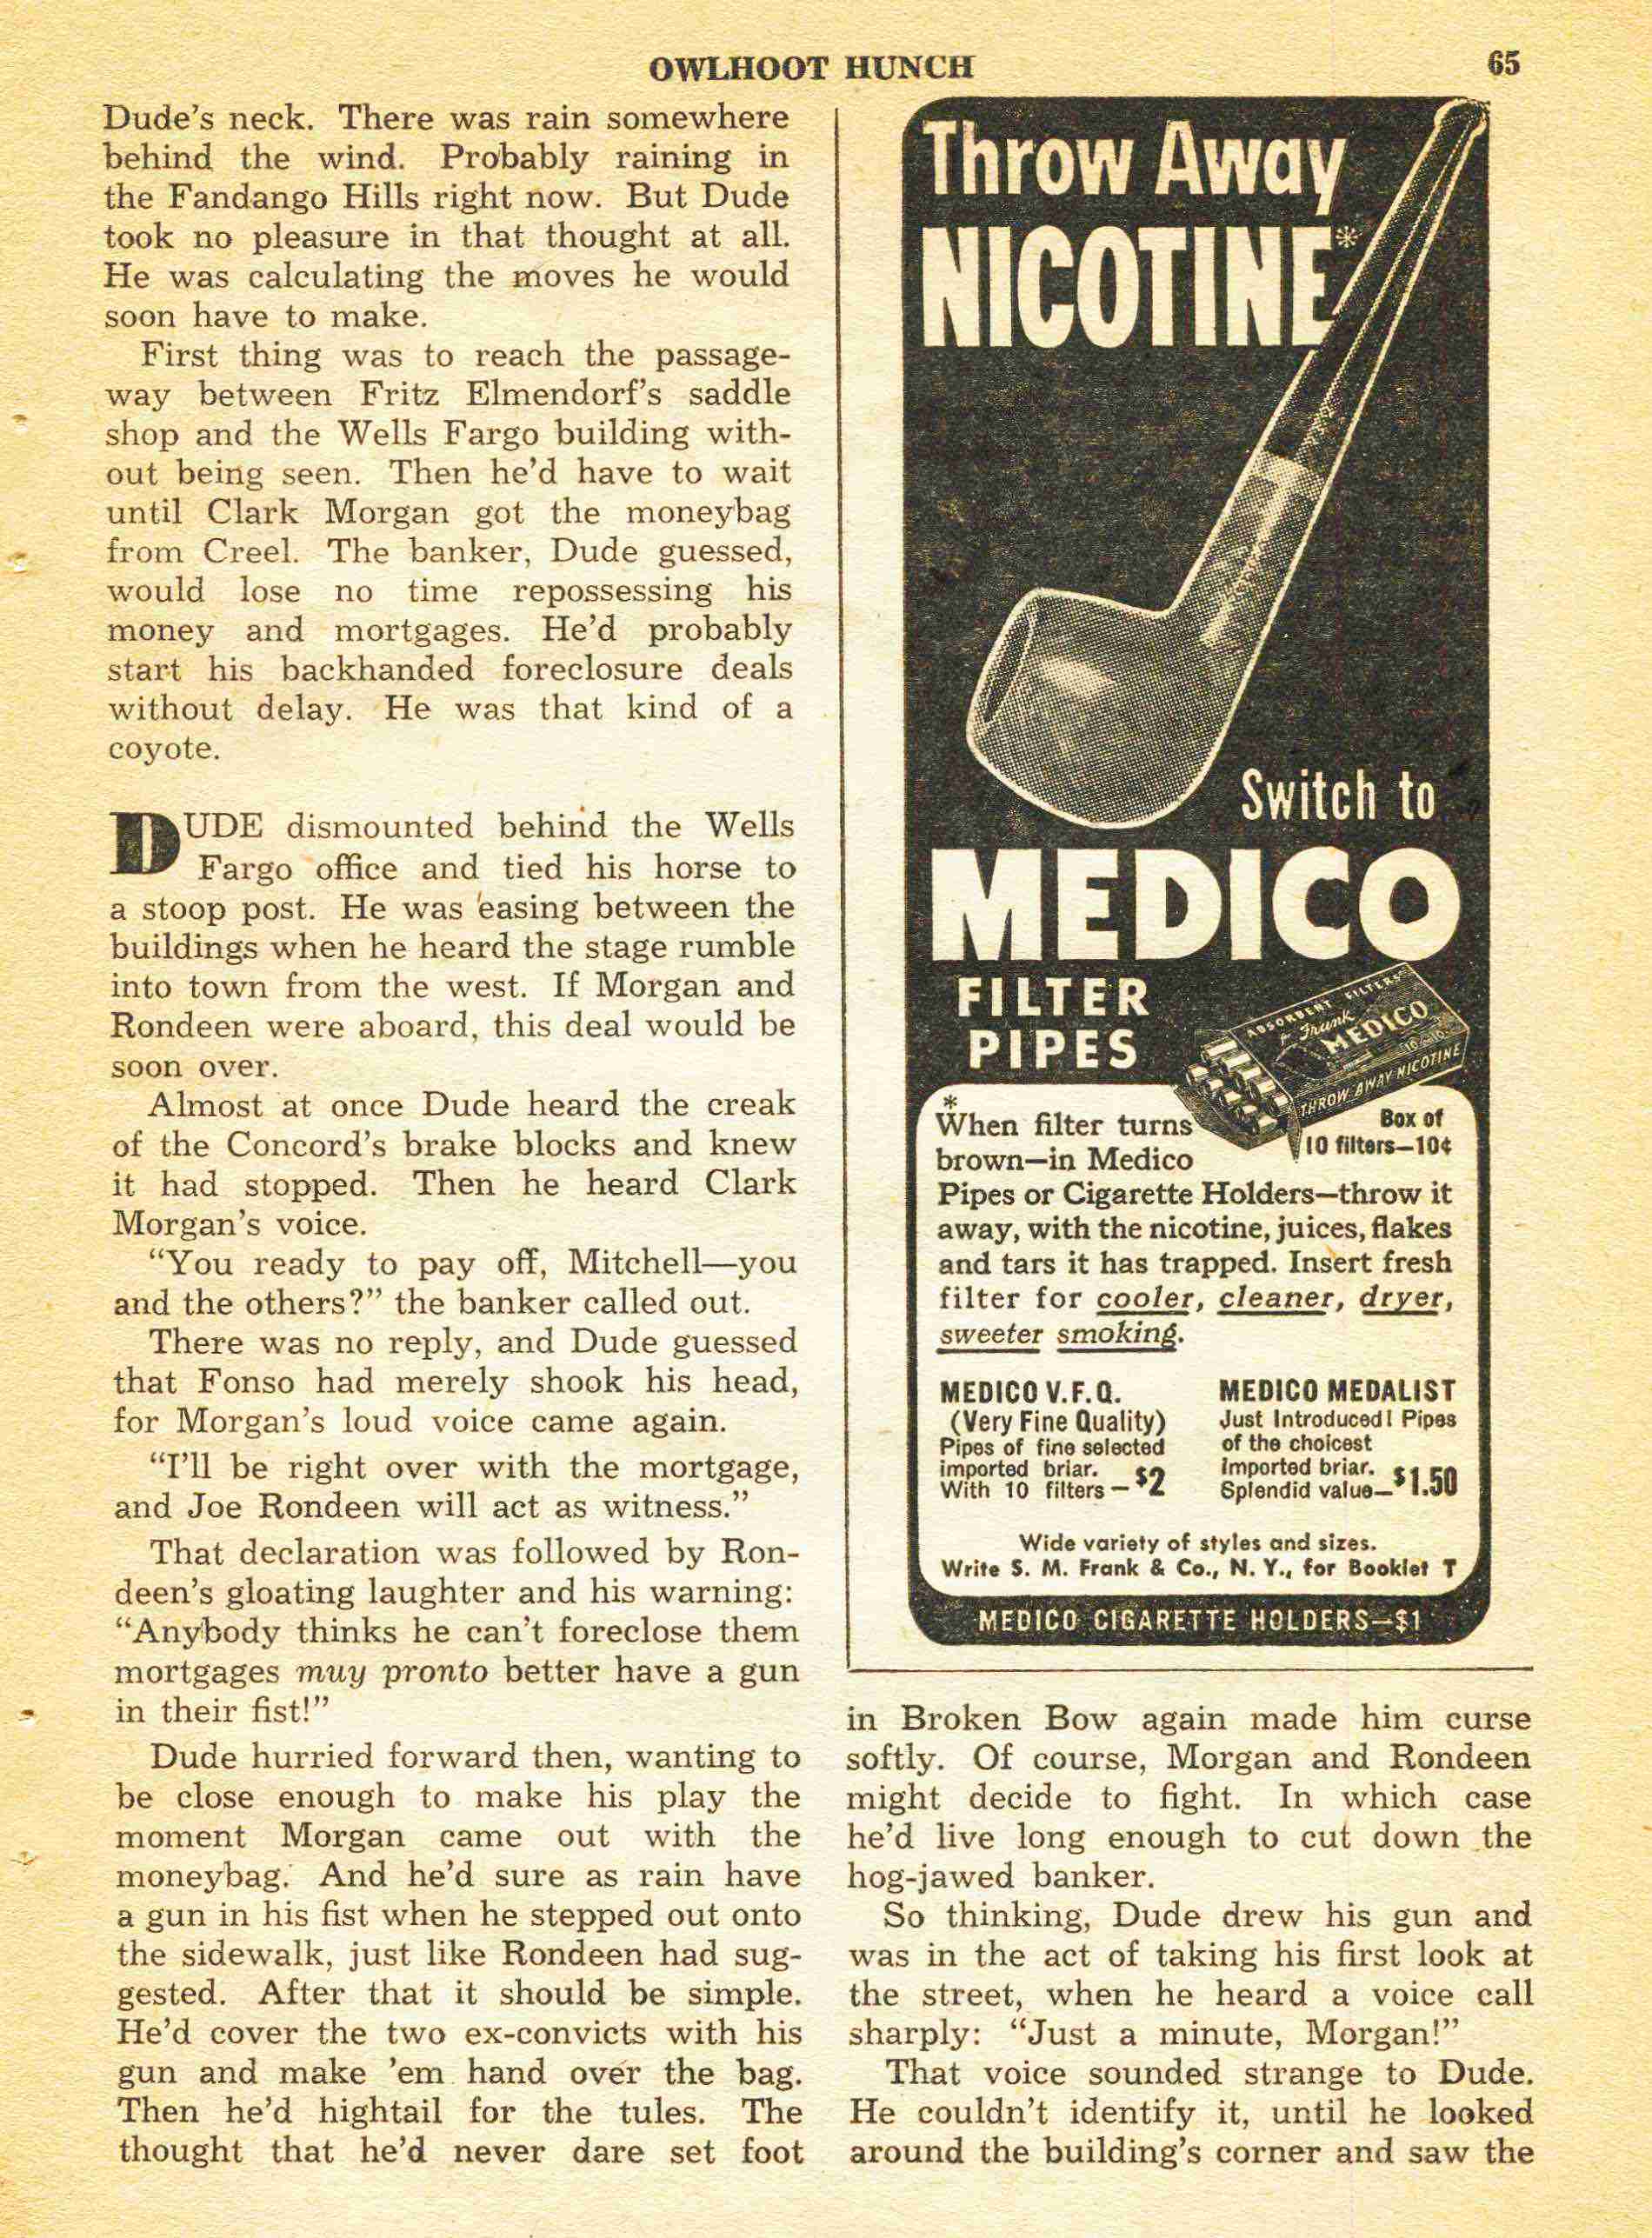 OWLHOOT HUNCH 65
Dude's neck. There was rain somewhere
behind the wind. Probably raining in
the Fandango Hills right now. But Dude
took no pleasure in that thought at all.
He was calculating the moves he would
soon have to make.
First thing was to reach the passage-
way between Fritz Elmendorf's saddle
shop and the Wells Fargo building with-
out being seen. Then he'd have to wait
until Clark Morgan got the moneybag
from Creel. The banker, Dude guessed,
would lose no time repossessing his
money and mortgages. He'd probably
start his backhanded foreclosure deals
without delay. He was that kind of a
coyote.
DUDE dismounted behind the Wells
Fargo office and tied his horse to
a stoop post. He was easing between the
buildings when he heard the stage rumble
into town from the west. If Morgan and
Rondeen were aboard, this deal would be
soon over.
Almost at once Dude heard the creak
of the Concord's brake blocks and knew
it had stopped. Then he heard Clark
Morgan's voice.
"You ready to pay off, Mitchell—you
and the others?" the banker called out.
There was no reply, and Dude guessed
that Fonso had merely shook his head,
for Morgan's loud voice came again.
"I'll be right over with the mortgage,
and Joe Rondeen will act as witness."
That declaration was followed by Ron-
deen's gloating laughter and his warning:
"Anybody thinks he can't foreclose them
mortgages muy pronto better have a gun
in their fist!"
Dude hurried forward then, wanting to
be close enough to make his play the
moment Morgan came out with the
moneybag. And he'd sure as rain have
a gun in his fist when he stepped out onto
the sidewalk, just like Rondeen had sug-
gested. After that it should be simple.
He'd cover the two ex-convicts with his
gun and make 'em hand over the bag.
Then he'd hightail for the tules. The
thought that he'd never dare set foot
Throw Away
NICOTINE*
Switch to
MEDICO
FILTER
PIPES
ABSORBENT FILTERS
Frank
MEDICO
THROW AWAY NICOTINE
Box of
10 filters—10¢
*
When filter turns
brown—in Medico
Pipes or Cigarette Holders—throw it
away, with the nicotine, juices, flakes
and tars it has trapped. Insert fresh
filter for cooler, cleaner, dryer,
sweeter smoking.
MEDICO V.F.Q.
(Very Fine Quality)
Pipes of fine selected
imported briar.
With 10 filters—$2
MEDICO MEDALIST
Just Introduced! Pipes
of the choicest
imported briar.
Splendid value—$1.50
Wide variety of styles and sizes.
Write S. M. Frank & Co., N. Y., for Booklet T
MEDICO CIGARETTE HOLDERS—$1
in Broken Bow again made him curse
softly. Of course, Morgan and Rondeen
might decide to fight. In which case
he'd live long enough to cut down the
hog-jawed banker.
So thinking, Dude drew his gun and
was in the act of taking his first look at
the street, when he heard a voice call
sharply: "Just a minute, Morgan!"
That voice sounded strange to Dude.
He couldn't identify it, until he looked
around the building's corner and saw the